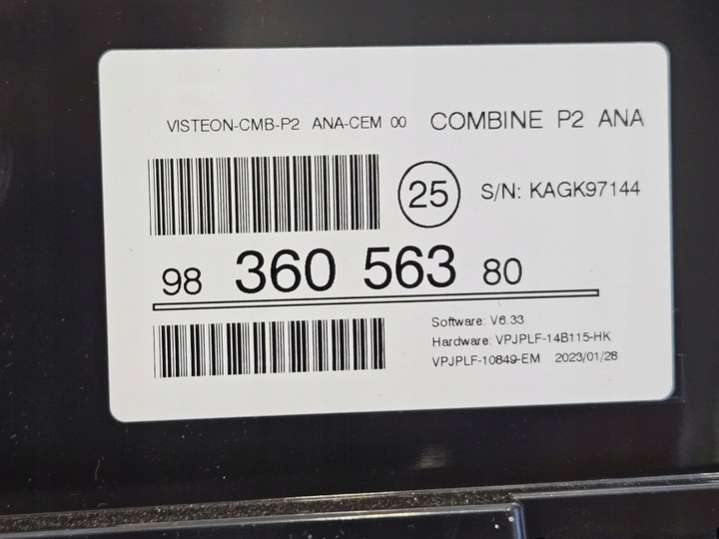 VISTEON-CMB-P2 ANA-CEM 00 COMBINE P2 ANA
25 S/N: KAGK97144
98 360 563 80
Software: V6.33
Hardware: VPJPLF-14B115-HK
VPJPLF-10849-EM 2023/01/28